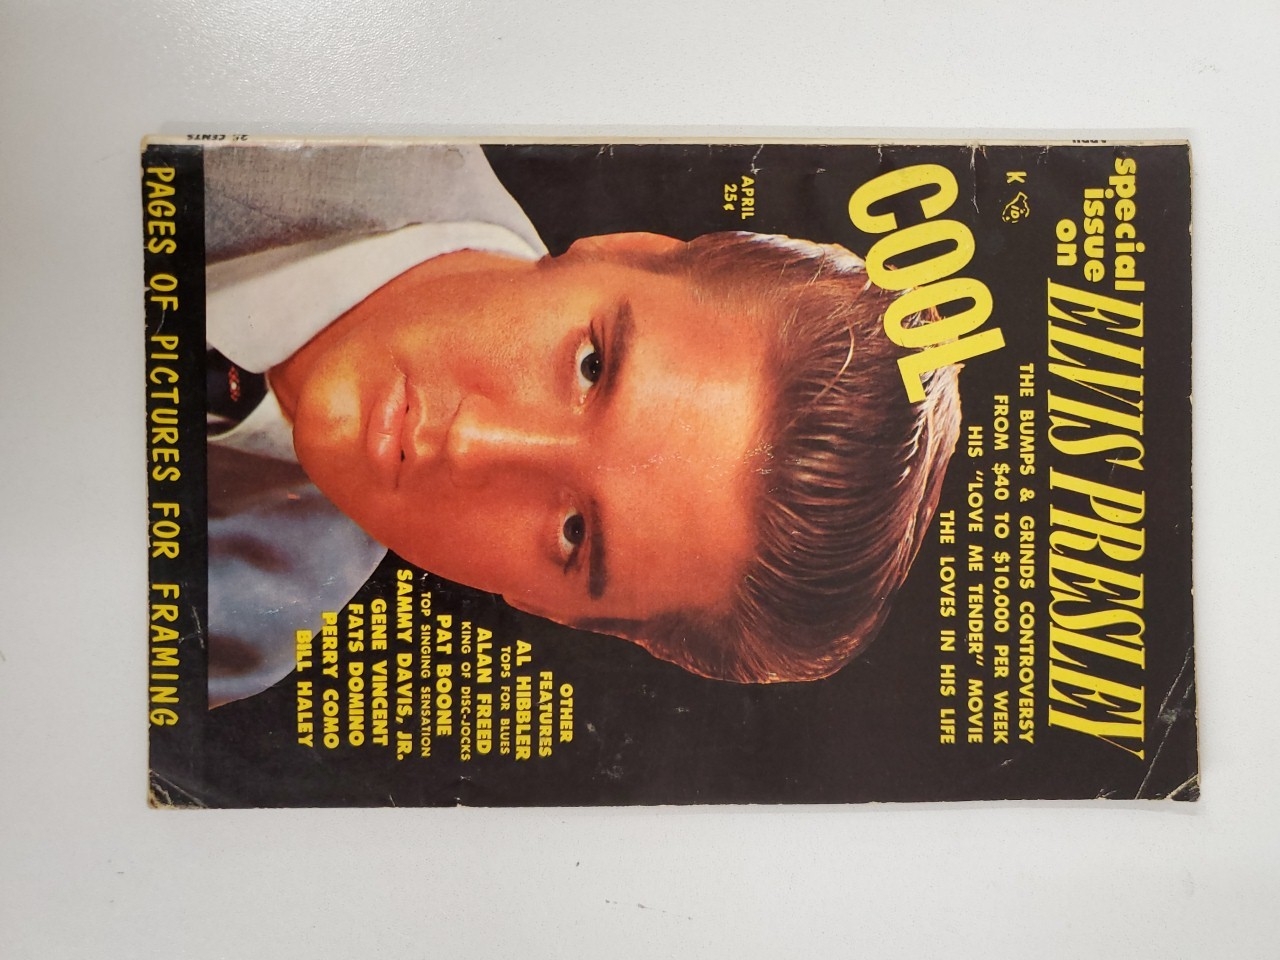 special
issue
on
ELVIS PRESLEY
K
THE BUMPS & GRINDS CONTROVERSY
FROM $40 TO $10,000 PER WEEK
HIS "LOVE ME TENDER" MOVIE
THE LOVES IN HIS LIFE
COOL
APRIL
25¢
OTHER
FEATURES
AL HIBBLER
TOPS FOR BLUES
ALAN FREED
KING OF DISC-JOCKS
PAT BOONE
TOP SINGING SENSATION
SAMMY DAVIS, JR.
GENE VINCENT
FATS DOMINO
PERRY COMO
BILL HALEY
PAGES OF PICTURES FOR FRAMING
APRIL
25 CENTS